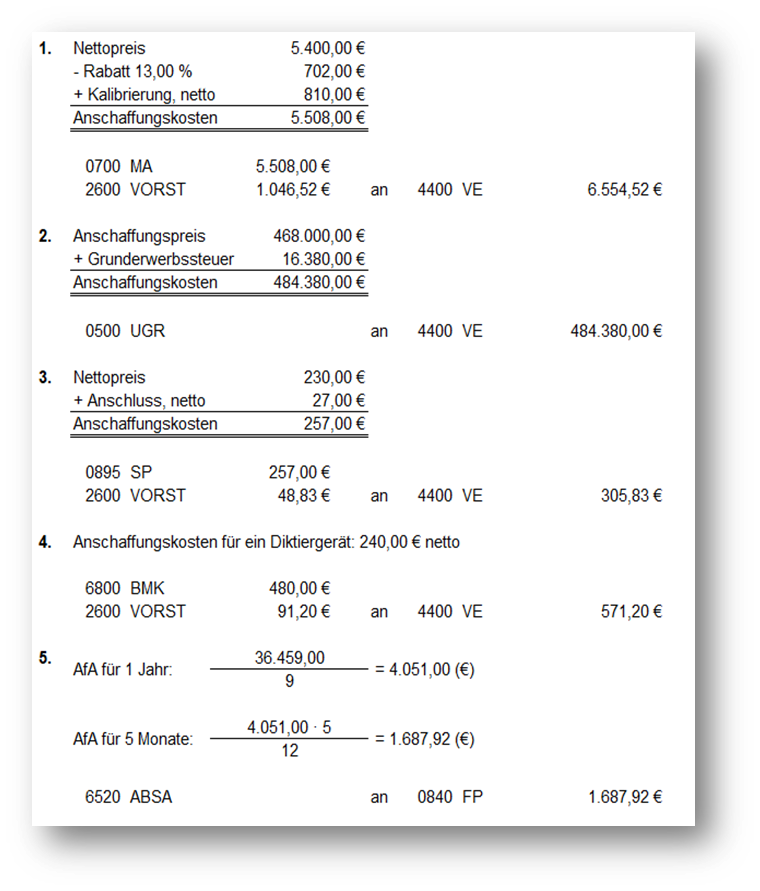 1. Nettopreis 5.400,00 €
- Rabatt 13,00 % 702,00 €
+ Kalibrierung, netto 810,00 €
Anschaffungskosten 5.508,00 €
0700 MA 5.508,00 €
2600 VORST 1.046,52 € an 4400 VE 6.554,52 €
2. Anschaffungspreis 468.000,00 €
+ Grunderwerbssteuer 16.380,00 €
Anschaffungskosten 484.380,00 €
0500 UGR an 4400 VE 484.380,00 €
3. Nettopreis 230,00 €
+ Anschluss, netto 27,00 €
Anschaffungskosten 257,00 €
0895 SP 257,00 €
2600 VORST 48,83 € an 4400 VE 305,83 €
4. Anschaffungskosten für ein Diktiergerät: 240,00 € netto
6800 BMK 480,00 €
2600 VORST 91,20 € an 4400 VE 571,20 €
5. AfA für 1 Jahr: 36.459,00 / 9 = 4.051,00 (€)
AfA für 5 Monate: 4.051,00 · 5 / 12 = 1.687,92 (€)
6520 ABSA an 0840 FP 1.687,92 €